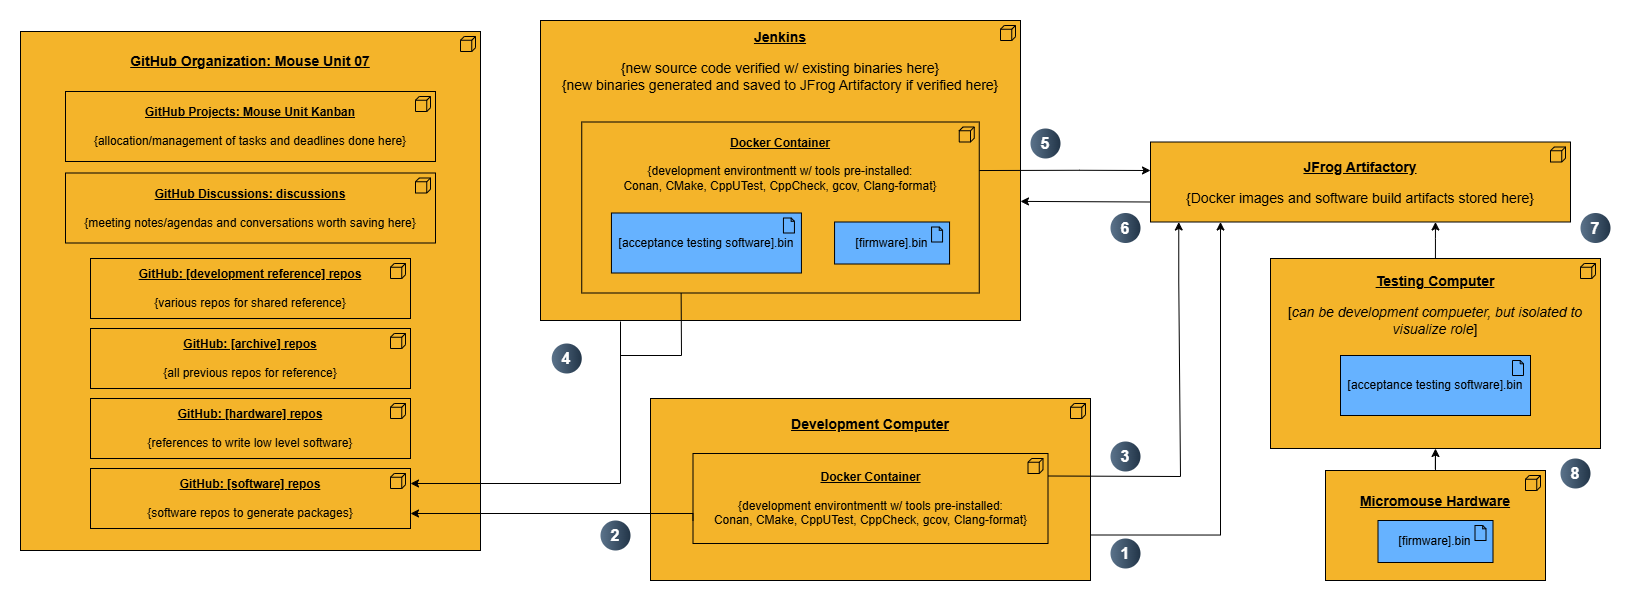 GitHub Organization: Mouse Unit 07
GitHub Projects: Mouse Unit Kanban
{allocation/management of tasks and deadlines done here}
GitHub Discussions: discussions
{meeting notes/agendas and conversations worth saving here}
GitHub: [development reference] repos
{various repos for shared reference}
GitHub: [archive] repos
{all previous repos for reference}
GitHub: [hardware] repos
{references to write low level software}
GitHub: [software] repos
{software repos to generate packages}
Jenkins
{new source code verified w/ existing binaries here}
{new binaries generated and saved to JFrog Artifactory if verified here}
Docker Container
{development environtmentt w/ tools pre-installed:
Conan, CMake, CppUTest, CppCheck, gcov, Clang-format}
[acceptance testing software].bin
[firmware].bin
4
5
6
JFrog Artifactory
{Docker images and software build artifacts stored here}
7
Development Computer
Docker Container
{development environtmentt w/ tools pre-installed:
Conan, CMake, CppUTest, CppCheck, gcov, Clang-format}
2
3
1
Testing Computer
[can be development compueter, but isolated to
visualize role]
[acceptance testing software].bin
8
Micromouse Hardware
[firmware].bin